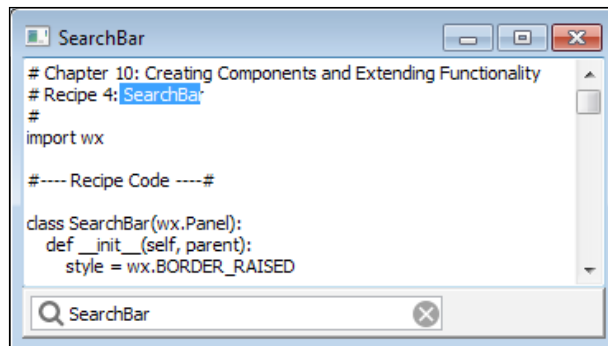 SearchBar
# Chapter 10: Creating Components and Extending Functionality
# Recipe 4: SearchBar
#
import wx
#---- Recipe Code ----#
class SearchBar(wx.Panel):
def __init__(self, parent):
style = wx.BORDER_RAISED
SearchBar